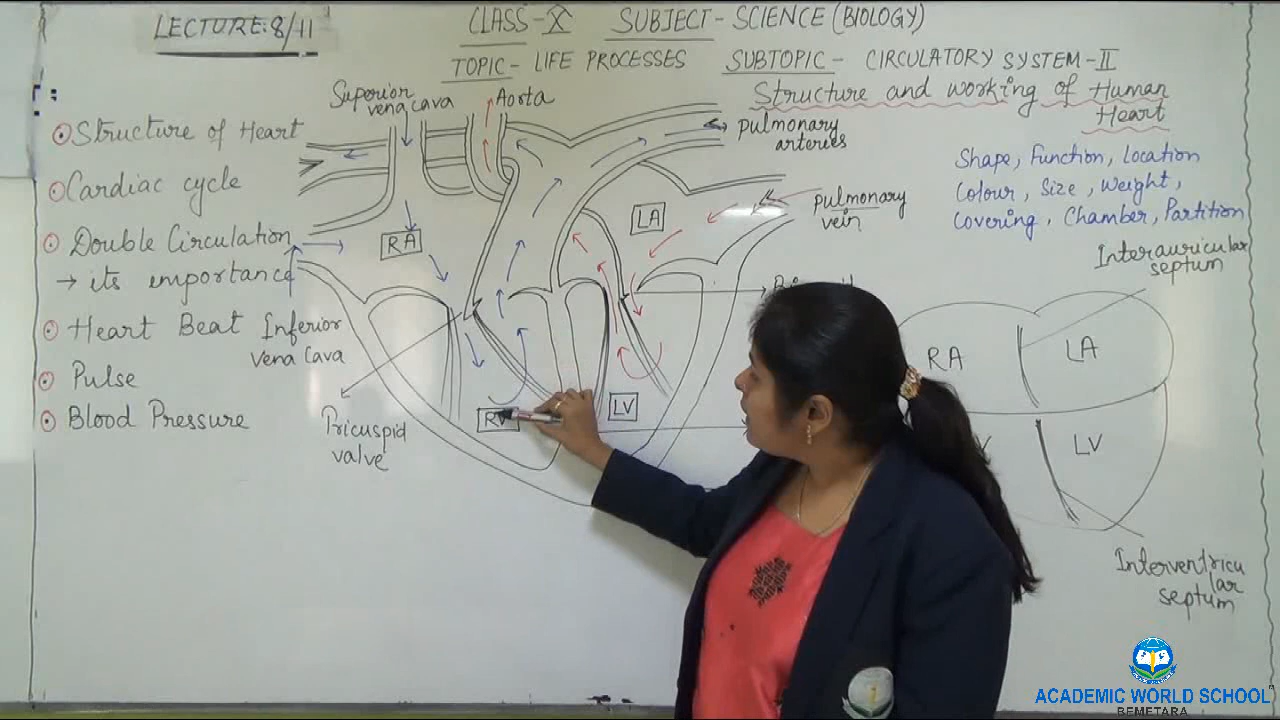 LECTURE: 8/11
CLASS-X SUBJECT- SCIENCE (BIOLOGY)
TOPIC- LIFE PROCESSES SUBTOPIC- CIRCULATORY SYSTEM-II
Structure and working of Human
Heart
Structure of Heart
Cardiac cycle
Double Circulation
→ its importance
Heart Beat
Pulse
Blood Pressure
Superior
vena cava
Aorta
pulmonary
arteries
pulmonary
vein
RA
LA
RV
LV
Inferior
vena cava
Tricuspid
valve
Shape, Function, Location
Colour, Size, Weight,
Covering, Chamber, Partition
Interauricular
septum
RA
LA
V
LV
Interventricu
lar
septum
ACADEMIC WORLD SCHOOL
BEMETARA